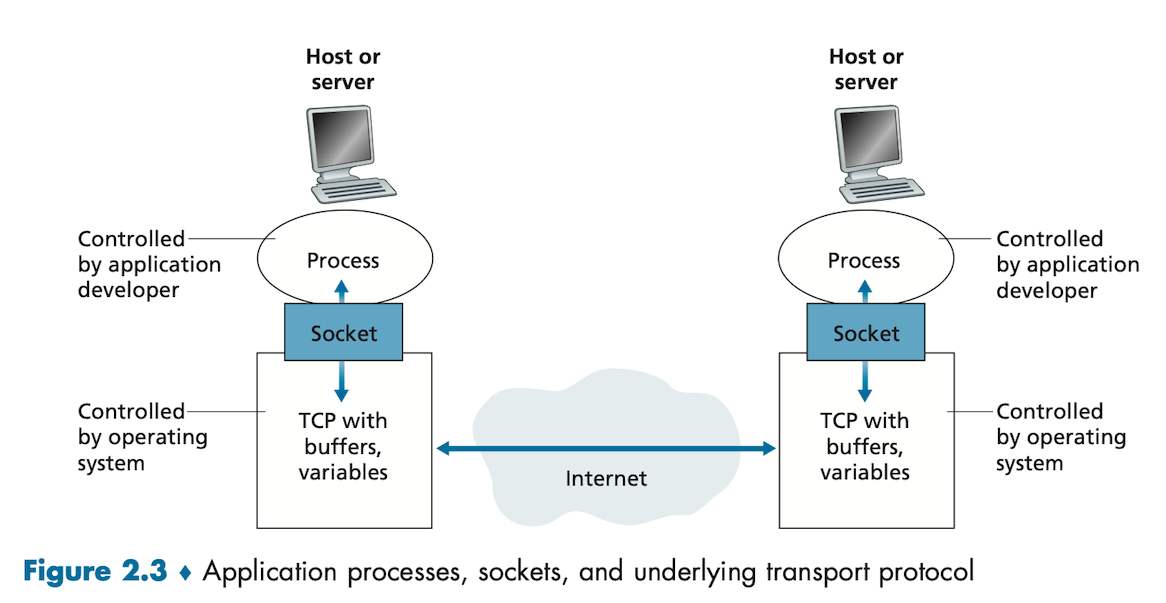 Host or
server
Host or
server
Controlled
by application
developer
Process
Process
Controlled
by application
developer
Socket
Socket
Controlled
by operating
system
TCP with
buffers,
variables
Internet
TCP with
buffers,
variables
Controlled
by operating
system
Figure 2.3 ♦ Application processes, sockets, and underlying transport protocol